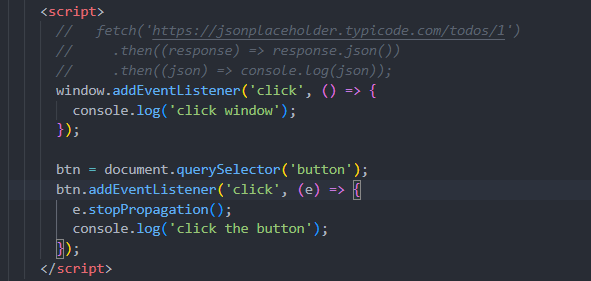 <script>
//   fetch('https://jsonplaceholder.typicode.com/todos/1')
//     .then((response) => response.json())
//     .then((json) => console.log(json));
window.addEventListener('click', () => {
console.log('click window');
});
btn = document.querySelector('button');
btn.addEventListener('click', (e) => {
e.stopPropagation();
console.log('click the button');
});
</script>